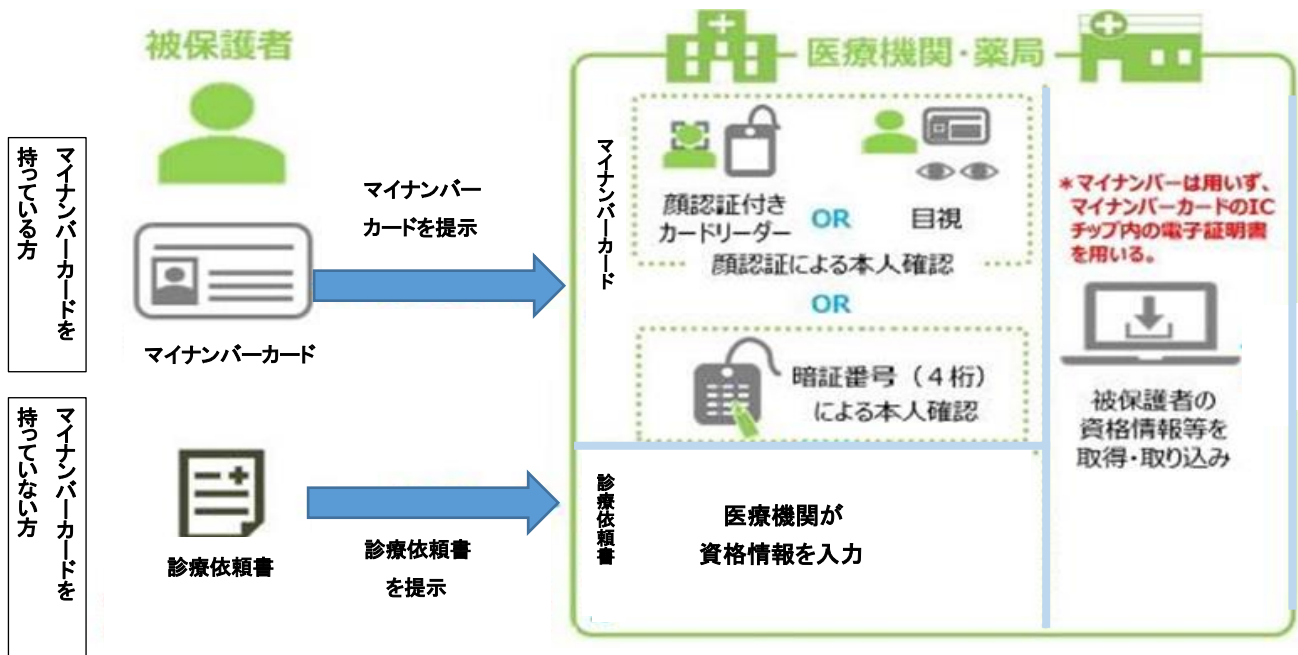 被保護者
医療機関・薬局
マイナンバーカードを
持っている方
マイナンバーカード
マイナンバー
カードを提示
マイナンバーカード
顔認証付き
カードリーダー
OR
目視
顔認証による本人確認
OR
暗証番号（4桁）
による本人確認
＊マイナンバーは用いず、
マイナンバーカードのIC
チップ内の電子証明書
を用いる。
被保護者の
資格情報等を
取得・取り込み
マイナンバーカードを
持っていない方
診療依頼書
診療依頼書
を提示
診療依頼書
医療機関が
資格情報を入力